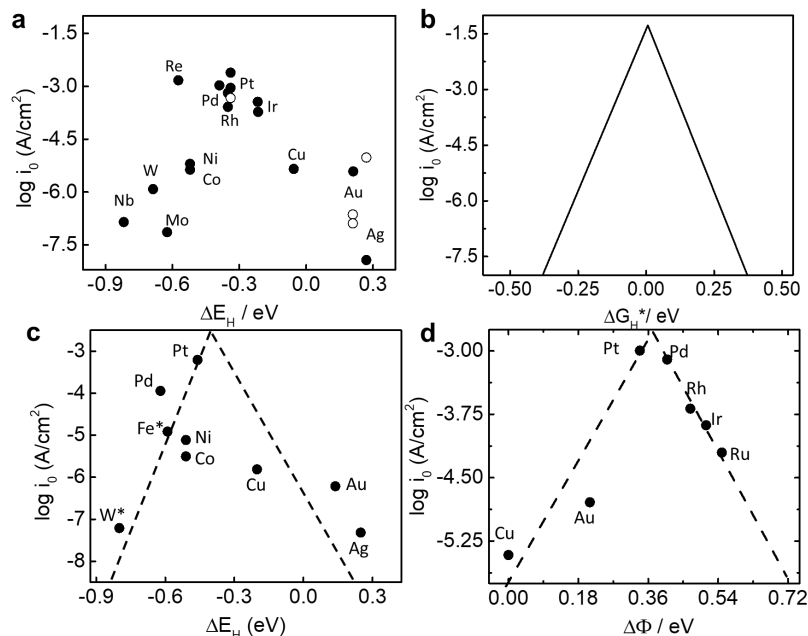 a
-1.5
-3.0
-4.5
-6.0
-7.5
log i₀ (A/cm²)
Re
Pt
Pd
Rh
Ir
Ni
Co
W
Nb
Mo
Cu
Au
Ag
-0.9 -0.6 -0.3 0.0 0.3
ΔE_H / eV
b
-1.5
-3.0
-4.5
-6.0
-7.5
log i₀ (A/cm²)
-0.50 -0.25 0.00 0.25 0.50
ΔG_H*/ eV
c
-3
-4
-5
-6
-7
-8
log i₀ (A/cm²)
Pt
Pd
Fe*
Ni
Co
Cu
W*
Au
Ag
-0.9 -0.6 -0.3 0.0 0.3
ΔE_H (eV)
d
-3.00
-3.75
-4.50
-5.25
log i₀ (A/cm²)
Pt
Pd
Rh
Ir
Ru
Au
Cu
0.00 0.18 0.36 0.54 0.72
ΔΦ / eV